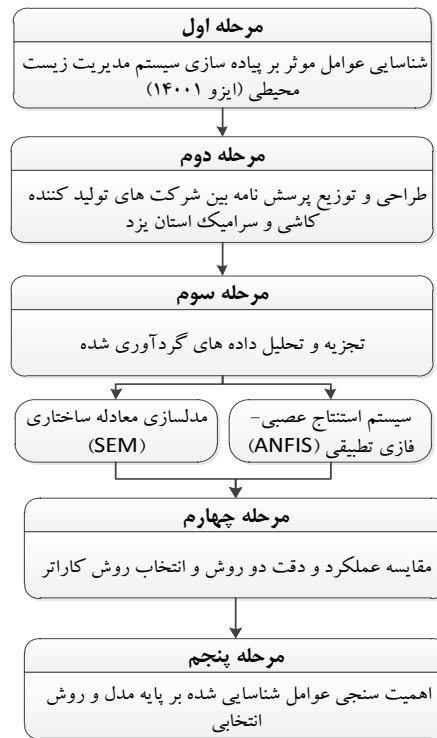 مرحله اول
شناسایی عوامل موثر بر پیاده سازی سیستم مدیریت زیست
محیطی (ایزو ۱۴۰۰۱)
مرحله دوم
طراحی و توزیع پرسش نامه بین شرکت های تولید کننده
کاشی و سرامیک استان یزد
مرحله سوم
تجزیه و تحلیل داده های گردآوری شده
سیستم استنتاج عصبی-
فازی تطبیقی (ANFIS)
مدلسازی معادله ساختاری
(SEM)
مرحله چهارم
مقایسه عملکرد و دقت دو روش و انتخاب روش کاراتر
مرحله پنجم
اهمیت سنجی عوامل شناسایی شده بر پایه مدل و روش
انتخابی